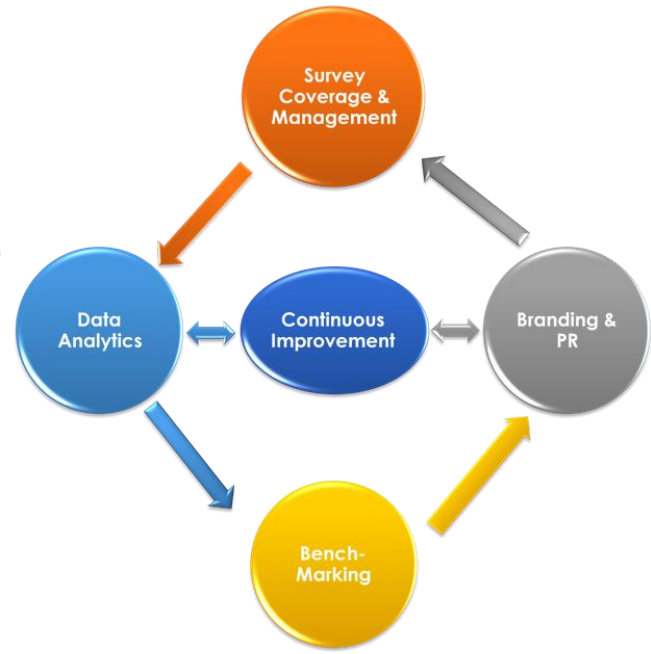 Survey
Coverage &
Management
Data
Analytics
Continuous
Improvement
Branding &
PR
Bench-
Marking